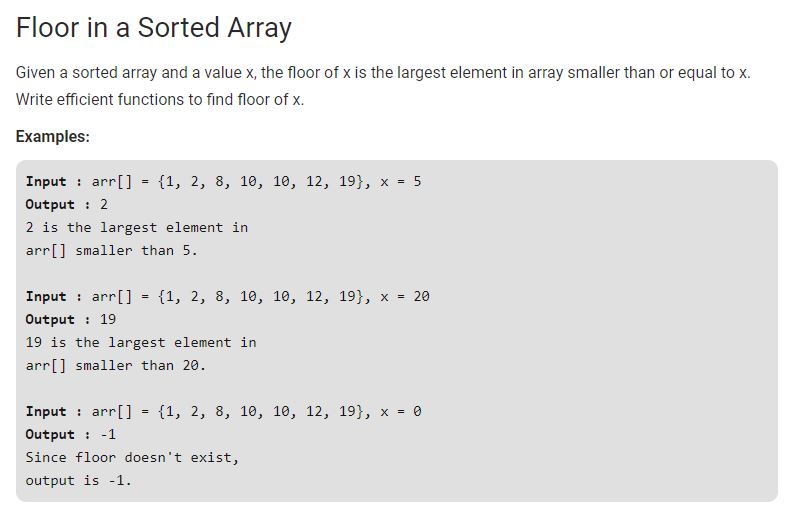 Floor in a Sorted Array
Given a sorted array and a value x, the floor of x is the largest element in array smaller than or equal to x.
Write efficient functions to find floor of x.
Examples:
Input : arr[] = {1, 2, 8, 10, 10, 12, 19}, x = 5
Output : 2
2 is the largest element in
arr[] smaller than 5.
Input : arr[] = {1, 2, 8, 10, 10, 12, 19}, x = 20
Output : 19
19 is the largest element in
arr[] smaller than 20.
Input : arr[] = {1, 2, 8, 10, 10, 12, 19}, x = 0
Output : -1
Since floor doesn't exist,
output is -1.